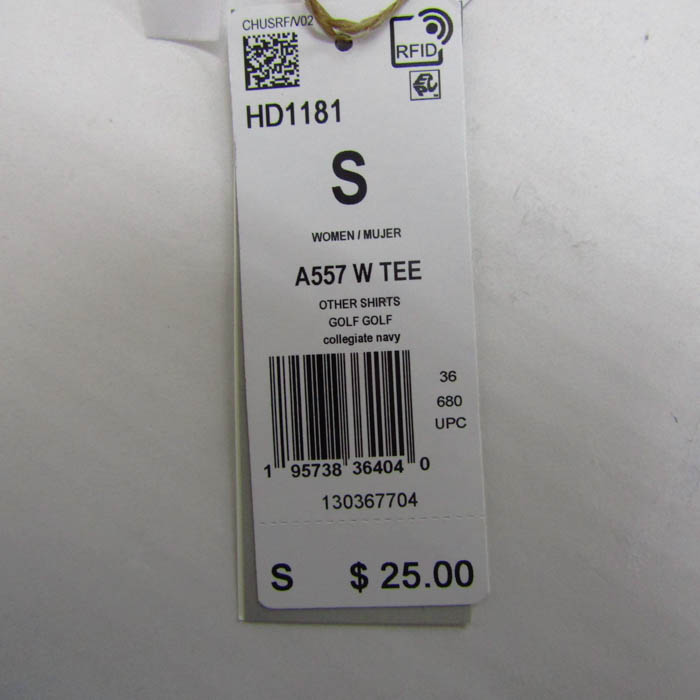 CHUSRF/V02
RFID
EPC
HD1181
S
WOMEN / MUJER
A557 W TEE
OTHER SHIRTS
GOLF GOLF
collegiate navy
36
680
UPC
1 95738 36404 0
130367704
S $ 25.00